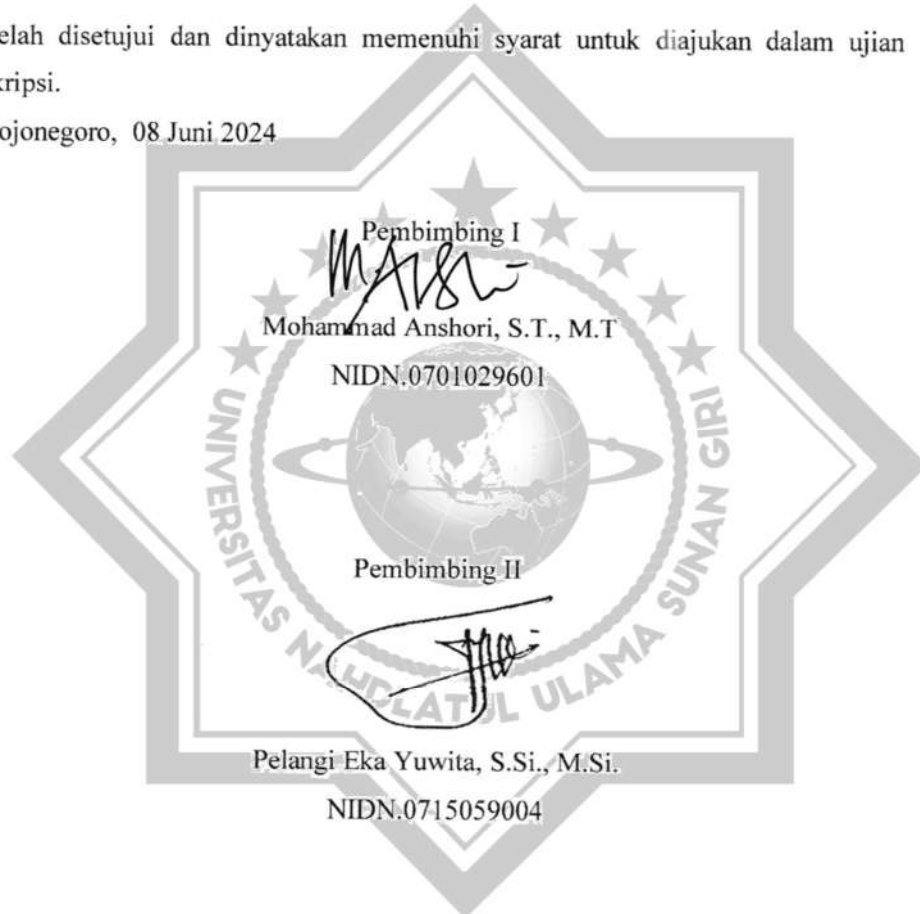 elah disetujui dan dinyatakan memenuhi syarat untuk diajukan dalam ujian
kripsi.
ojonegoro, 08 Juni 2024
Pembimbing I
Mohammad Anshori, S.T., M.T
NIDN.0701029601
Pembimbing II
Pelangi Eka Yuwita, S.Si., M.Si.
NIDN.0715059004
UNIVERSITAS NAHDLATUL ULAMA SUNAN GIRI